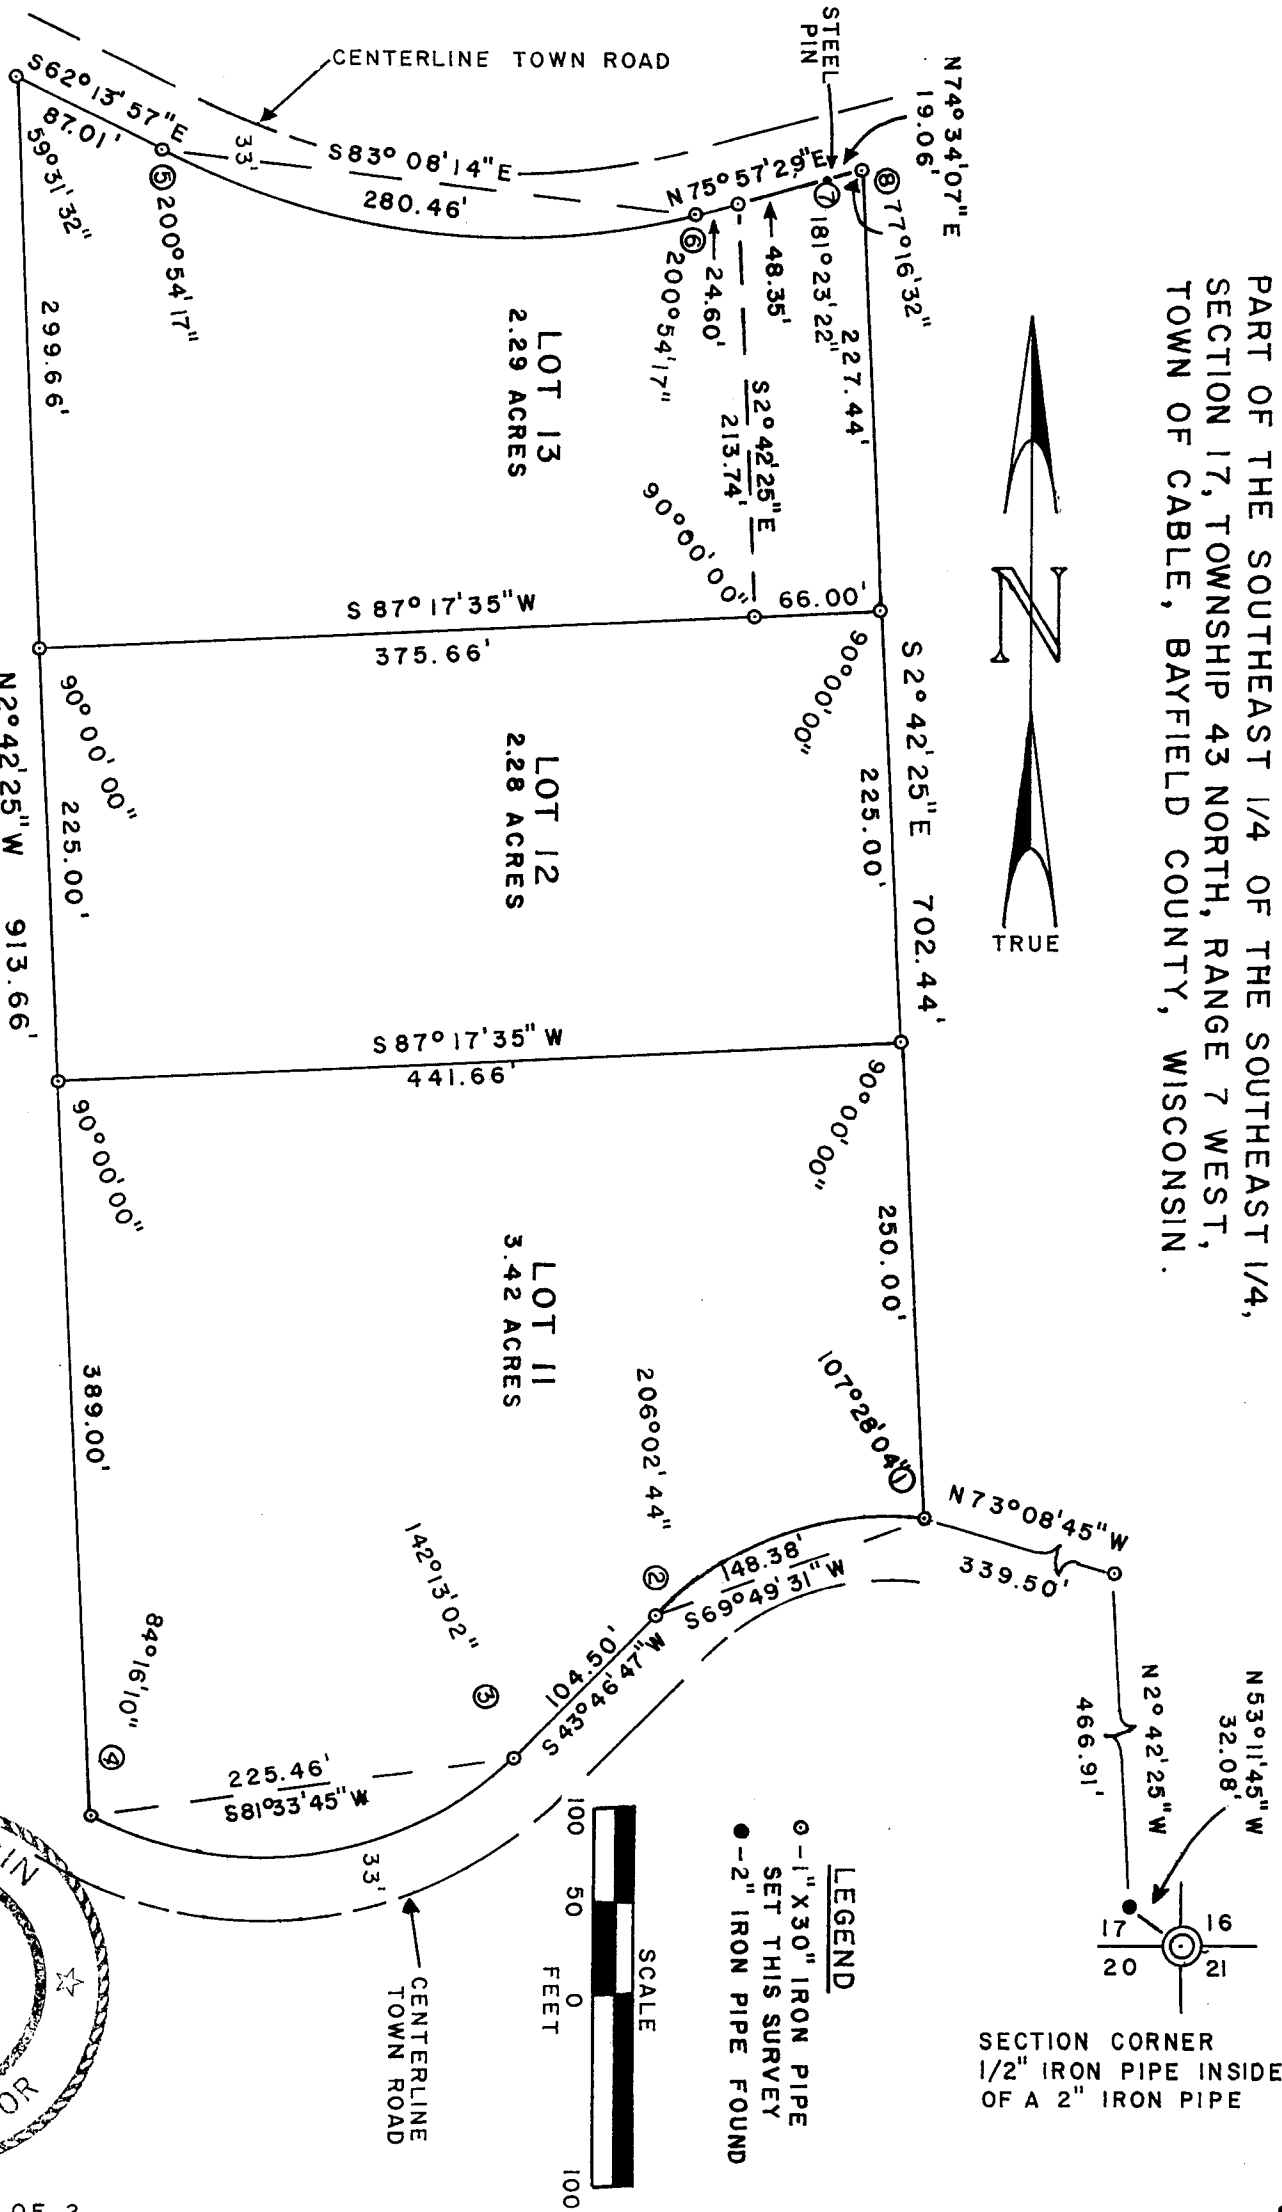 PART OF THE SOUTHEAST 1/4 OF THE SOUTHEAST 1/4,
SECTION 17, TOWNSHIP 43 NORTH, RANGE 7 WEST,
TOWN OF CABLE, BAYFIELD COUNTY, WISCONSIN.
N
TRUE
CENTERLINE TOWN ROAD
STEEL
PIN
N74°34'07"E
19.06'
S62°13'57"E
87.01'
59°31'32"
33'
S83°08'14"E
280.46'
N75°57'29"E
⑤ 200°54'17"
⑥ 200°54'17"
24.60'
48.35'
⑦ 181°23'22"
⑧ 77°16'32"
227.44'
S2°42'25"E
213.74'
90°00'00"
66.00'
299.66'
LOT 13
2.29 ACRES
S87°17'35"W
375.66'
90°00'00"
90°00'00"
S2°42'25"E 702.44'
225.00'
LOT 12
2.28 ACRES
225.00'
N2°42'25"W 913.66'
S87°17'35"W
441.66'
90°00'00"
90°00'00"
250.00'
LOT 11
3.42 ACRES
389.00'
107°28'04"
①
206°02'44"
②
142°13'02"
③
84°16'10"
④
148.38'
S69°49'31"W
104.50'
S43°46'47"W
225.46'
S81°33'45"W
33'
N73°08'45"W
339.50'
N2°42'25"W
466.91'
N53°11'45"W
32.08'
17
16
20
21
SECTION CORNER
1/2" IRON PIPE INSIDE
OF A 2" IRON PIPE
LEGEND
-1"X30" IRON PIPE
SET THIS SURVEY
-2" IRON PIPE FOUND
SCALE
100 50 0 100
FEET
CENTERLINE
TOWN ROAD
IN
OR
OF 2